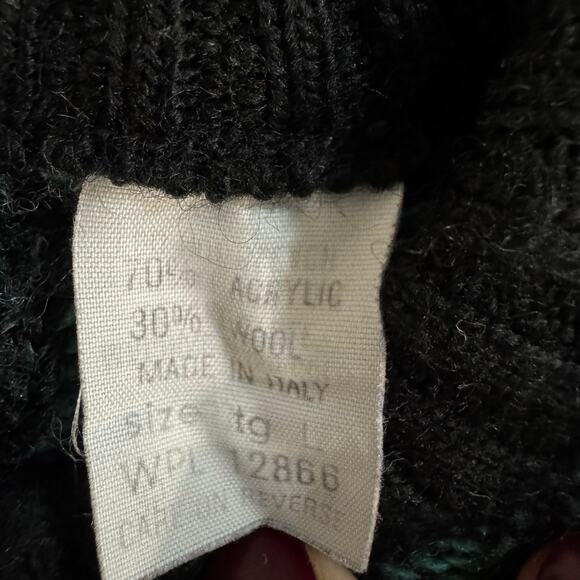 70% ACRYLIC
30% WOOL
MADE IN ITALY
size tg L
WPL 12866
CARE ON REVERSE